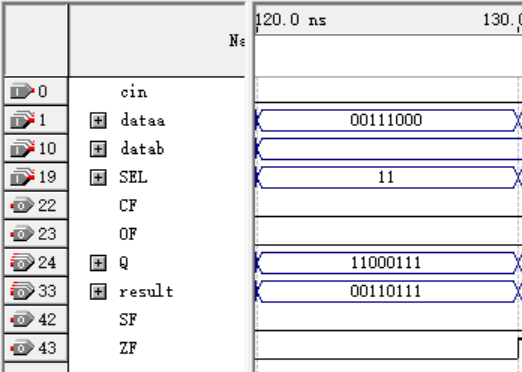 120.0 ns 130.0
Na
0 cin
1 dataa 00111000
10 datab
19 SEL 11
22 CF
23 OF
24 Q 11000111
33 result 00110111
42 SF
43 ZF